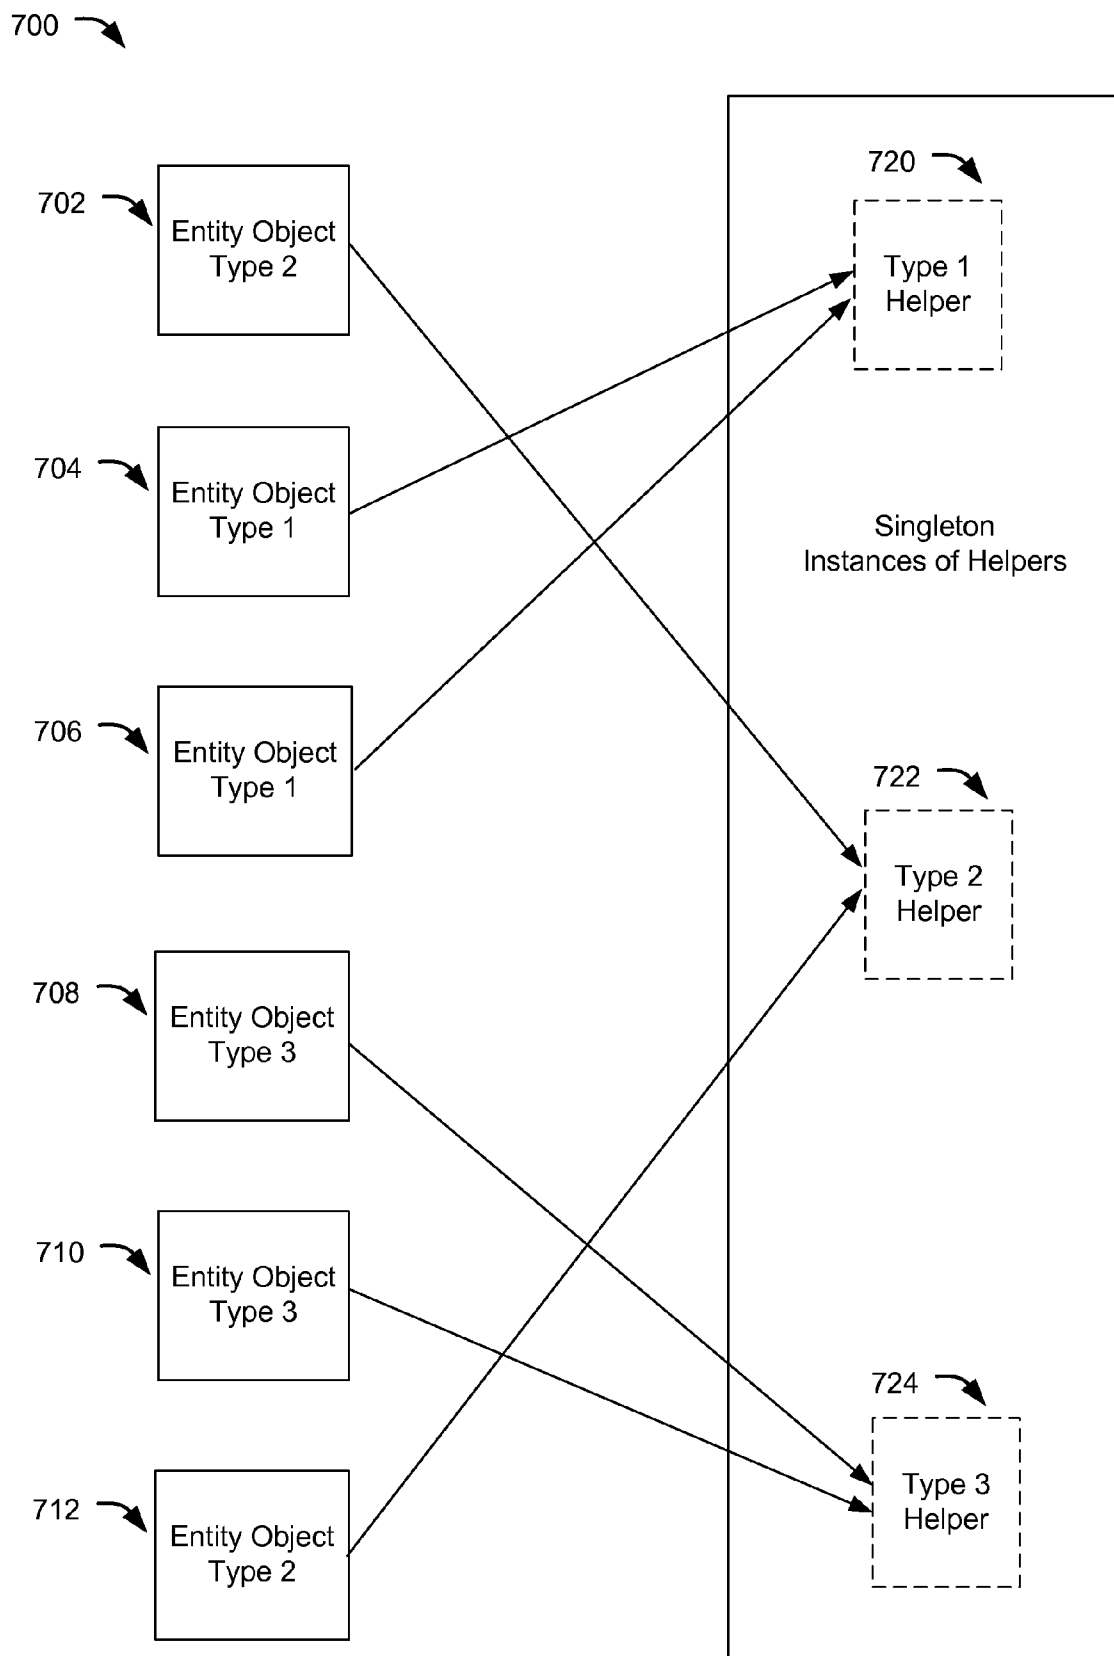 700
720
702
Entity Object
Type 2
Type 1
Helper
704
Entity Object
Type 1
Singleton
Instances of Helpers
706
Entity Object
Type 1
722
Type 2
Helper
708
Entity Object
Type 3
710
Entity Object
Type 3
724
Type 3
Helper
712
Entity Object
Type 2